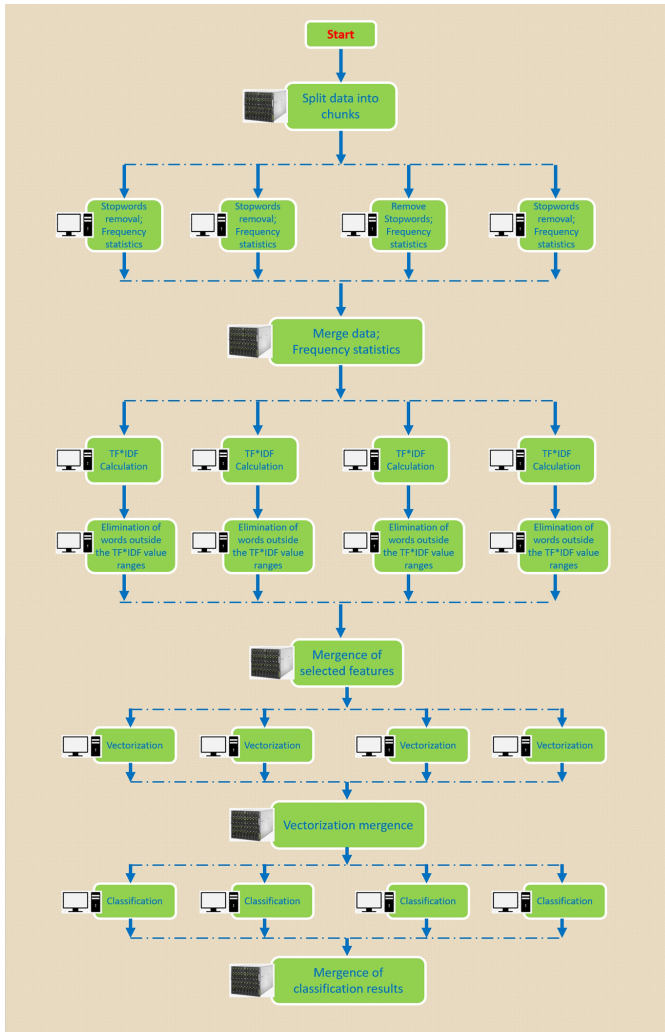 Start
Split data into
chunks
Stopwords
removal;
Frequency
statistics
Stopwords
removal;
Frequency
statistics
Remove
Stopwords;
Frequency
statistics
Stopwords
removal;
Frequency
statistics
Merge data;
Frequency statistics
TF*IDF
Calculation
TF*IDF
Calculation
TF*IDF
Calculation
TF*IDF
Calculation
Elimination of
words outside
the TF*IDF value
ranges
Elimination of
words outside
the TF*IDF value
ranges
Elimination of
words outside
the TF*IDF value
ranges
Elimination of
words outside
the TF*IDF value
ranges
Mergence of
selected features
Vectorization
Vectorization
Vectorization
Vectorization
Vectorization mergence
Classification
Classification
Classification
Classification
Mergence of
classification results